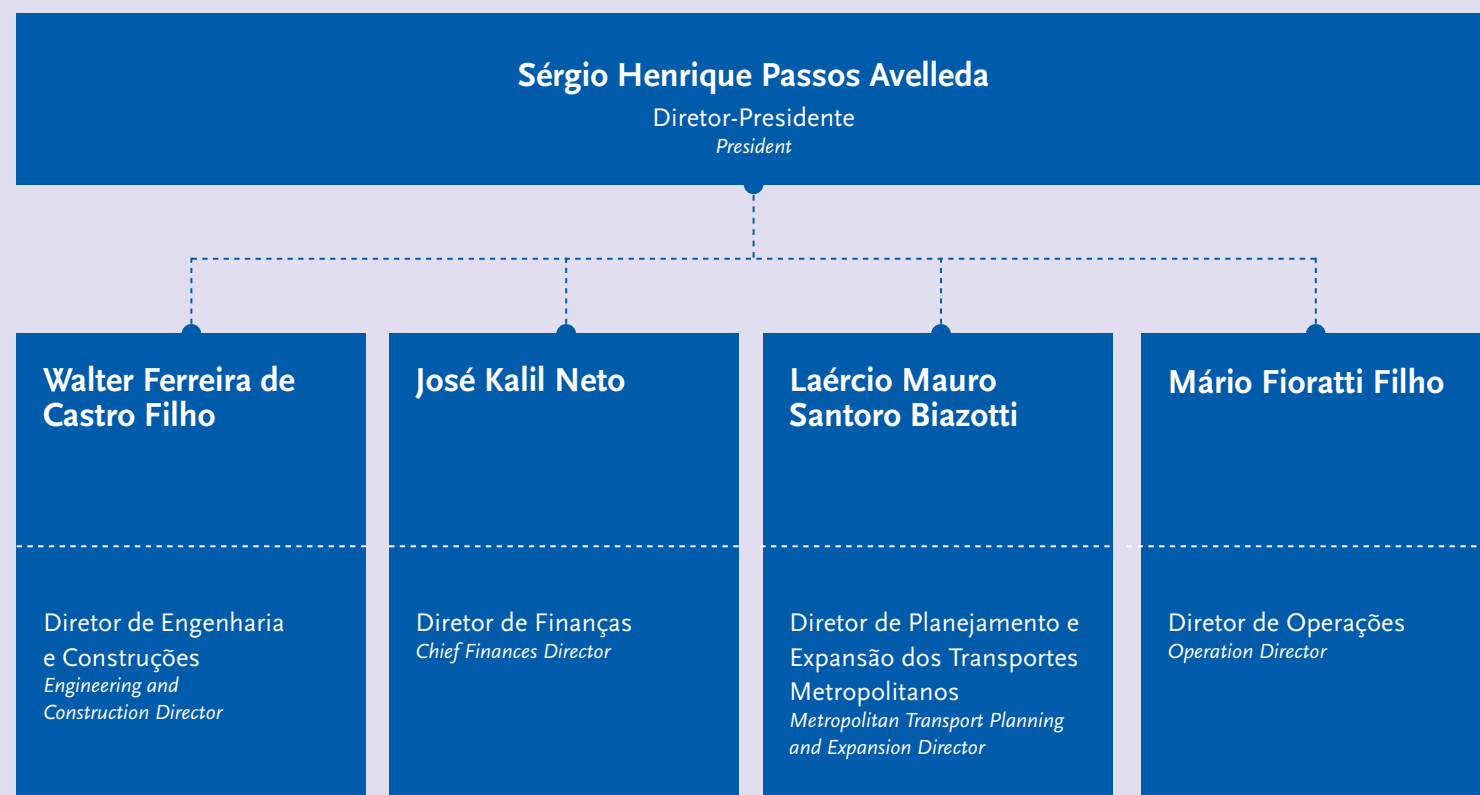 Sérgio Henrique Passos Avelleda
Diretor-Presidente
President
Walter Ferreira de
Castro Filho
Diretor de Engenharia
e Construções
Engineering and
Construction Director
José Kalil Neto
Diretor de Finanças
Chief Finances Director
Laércio Mauro
Santoro Biazotti
Diretor de Planejamento e
Expansão dos Transportes
Metropolitanos
Metropolitan Transport Planning
and Expansion Director
Mário Fioratti Filho
Diretor de Operações
Operation Director